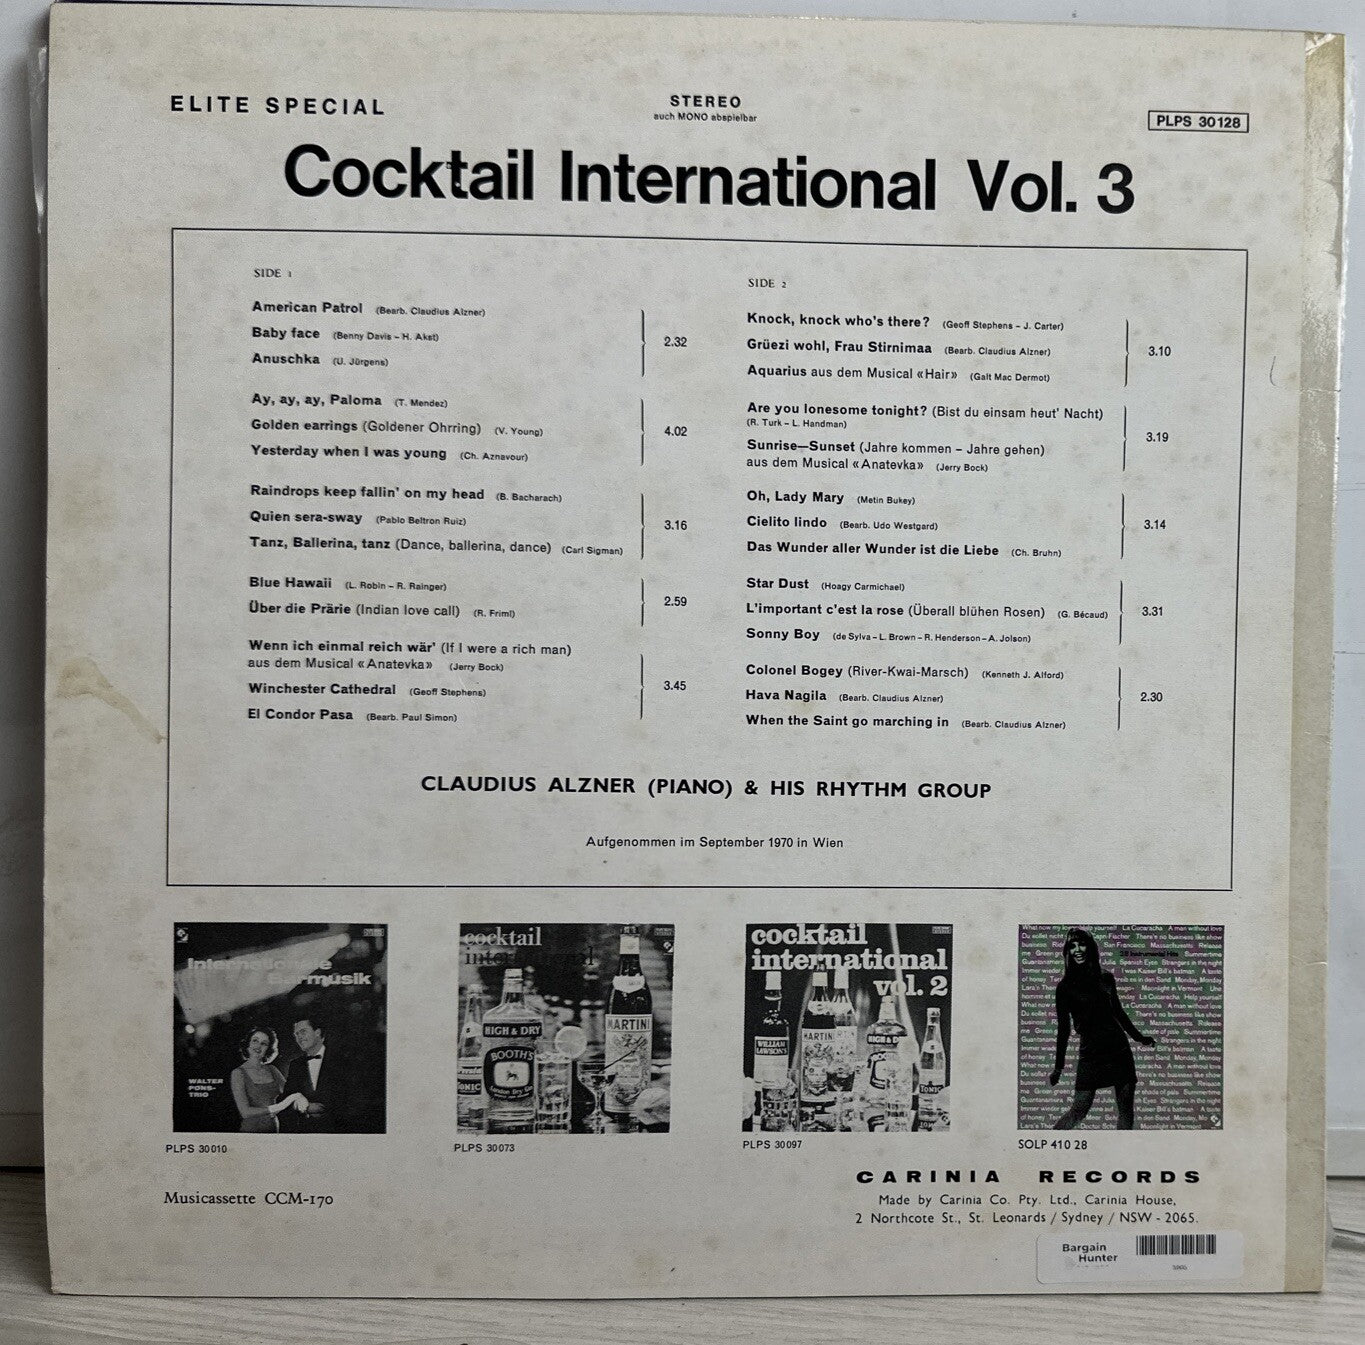 ELITE SPECIAL
STEREO
auch MONO abspielbar
PLPS 30128
Cocktail International Vol. 3
SIDE 1
American Patrol (Bearb. Claudius Alzner)
Baby face (Benny Davis – H. Akst)
Anuschka (U. Jürgens)
2.32
Ay, ay, ay, Paloma (T. Mendez)
Golden earrings (Goldener Ohrring) (V. Young)
Yesterday when I was young (Ch. Aznavour)
4.02
Raindrops keep fallin' on my head (B. Bacharach)
Quien sera-sway (Pablo Beltron Ruiz)
Tanz, Ballerina, tanz (Dance, ballerina, dance) (Carl Sigman)
3.16
Blue Hawaii (L. Robin – R. Rainger)
Über die Prärie (Indian love call) (R. Friml)
2.59
Wenn ich einmal reich wär' (If I were a rich man)
aus dem Musical «Anatevka» (Jerry Bock)
Winchester Cathedral (Geoff Stephens)
El Condor Pasa (Bearb. Paul Simon)
3.45
SIDE 2
Knock, knock who's there? (Geoff Stephens – J. Carter)
Grüezi wohl, Frau Stirnimaa (Bearb. Claudius Alzner)
Aquarius aus dem Musical «Hair» (Galt Mac Dermot)
3.10
Are you lonesome tonight? (Bist du einsam heut' Nacht)
(R. Turk – L. Handman)
Sunrise—Sunset (Jahre kommen – Jahre gehen)
aus dem Musical «Anatevka» (Jerry Bock)
3.19
Oh, Lady Mary (Metin Bukey)
Cielito lindo (Bearb. Udo Westgard)
Das Wunder aller Wunder ist die Liebe (Ch. Bruhn)
3.14
Star Dust (Hoagy Carmichael)
L'important c'est la rose (Überall blühen Rosen) (G. Bécaud)
Sonny Boy (de Sylva – L. Brown – R. Henderson – A. Jolson)
3.31
Colonel Bogey (River-Kwai-Marsch) (Kenneth J. Alford)
Hava Nagila (Bearb. Claudius Alzner)
When the Saint go marching in (Bearb. Claudius Alzner)
2.30
CLAUDIUS ALZNER (PIANO) & HIS RHYTHM GROUP
Aufgenommen im September 1970 in Wien
WALTER
PONS-
TRIO
PLPS 30010
cocktail
international
HIGH & DRY
BOOTH'S
MARTINI
PLPS 30073
cocktail
international
vol. 2
WILLIAM
LAWSON'S
MARTINI
TONIC
PLPS 30097
SOLP 410 28
CARINIA RECORDS
Made by Carinia Co. Pty. Ltd., Carinia House,
2 Northcote St., St. Leonards / Sydney / NSW - 2065.
Musicassette CCM-170
Bargain
Hunter